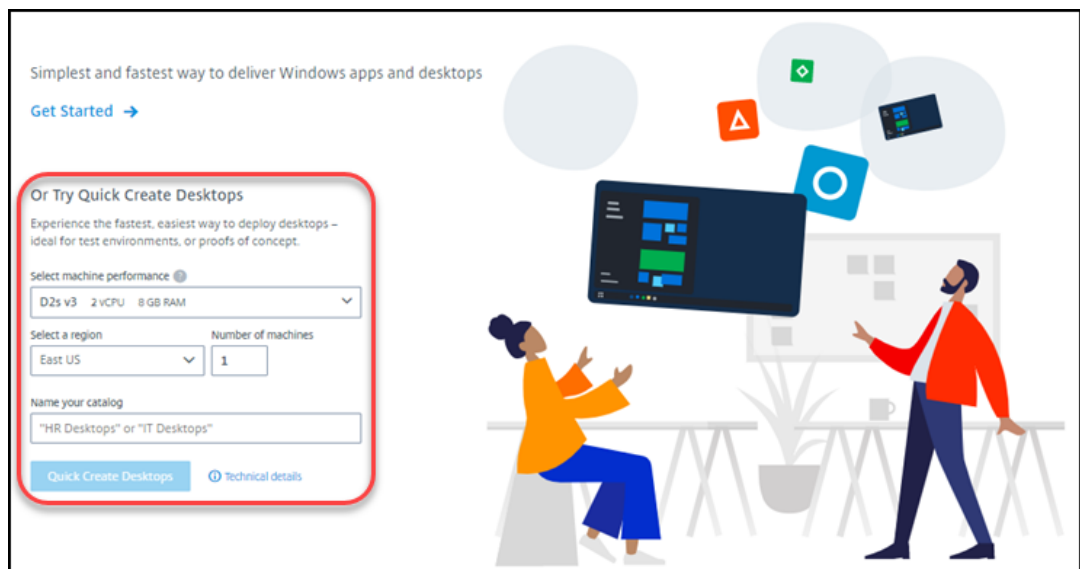 Simplest and fastest way to deliver Windows apps and desktops
Get Started →
Or Try Quick Create Desktops
Experience the fastest, easiest way to deploy desktops –
ideal for test environments, or proofs of concept.
Select machine performance ?
D2s v3 2 vCPU 8 GB RAM
Select a region Number of machines
East US 1
Name your catalog
"HR Desktops" or "IT Desktops"
Quick Create Desktops Technical details